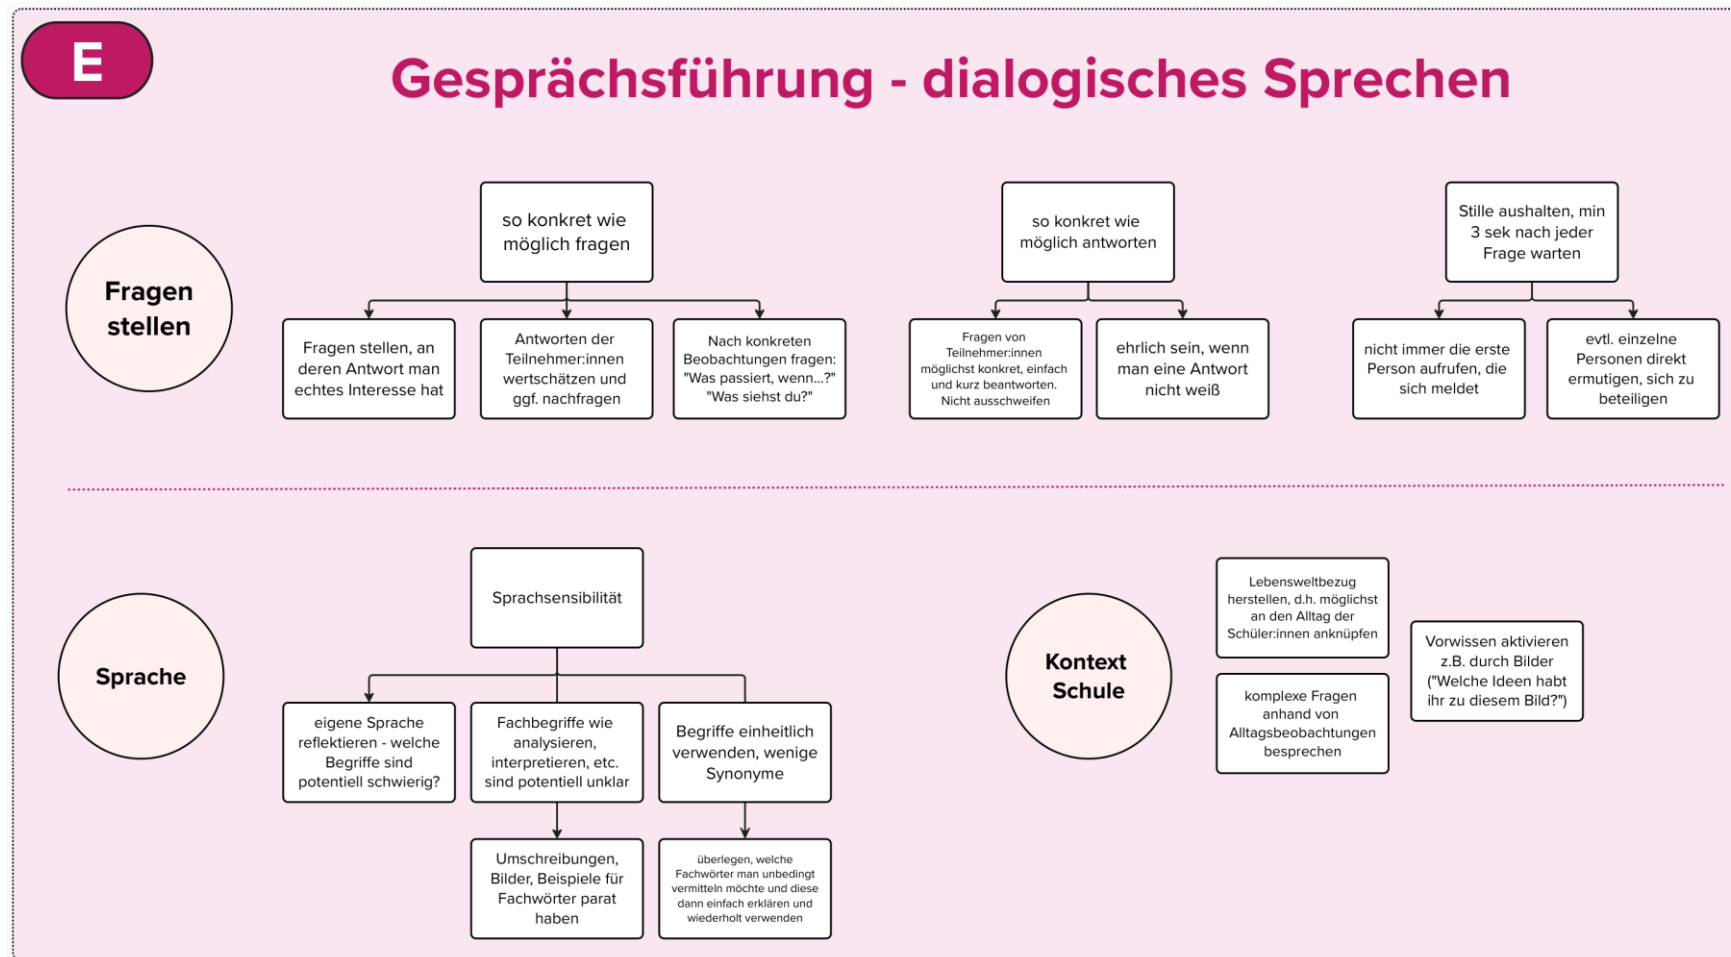 E
Gesprächsführung - dialogisches Sprechen
Fragen
stellen
so konkret wie
möglich fragen
Fragen stellen, an
deren Antwort man
echtes Interesse hat
Antworten der
Teilnehmer:innen
wertschätzen und
ggf. nachfragen
Nach konkreten
Beobachtungen fragen:
"Was passiert, wenn...?"
"Was siehst du?"
so konkret wie
möglich antworten
Fragen von
Teilnehmer:innen
möglichst konkret, einfach
und kurz beantworten.
Nicht ausschweifen
ehrlich sein, wenn
man eine Antwort
nicht weiß
Stille aushalten, min
3 sek nach jeder
Frage warten
nicht immer die erste
Person aufrufen, die
sich meldet
evtl. einzelne
Personen direkt
ermutigen, sich zu
beteiligen
Sprache
Sprachsensibilität
eigene Sprache
reflektieren - welche
Begriffe sind
potentiell schwierig?
Fachbegriffe wie
analysieren,
interpretieren, etc.
sind potentiell unklar
Umschreibungen,
Bilder, Beispiele für
Fachwörter parat
haben
Begriffe einheitlich
verwenden, wenige
Synonyme
überlegen, welche
Fachwörter man unbedingt
vermitteln möchte und diese
dann einfach erklären und
wiederholt verwenden
Kontext
Schule
Lebensweltbezug
herstellen, d.h. möglichst
an den Alltag der
Schüler:innen anknüpfen
komplexe Fragen
anhand von
Alltagsbeobachtungen
besprechen
Vorwissen aktivieren
z.B. durch Bilder
("Welche Ideen habt
ihr zu diesem Bild?")